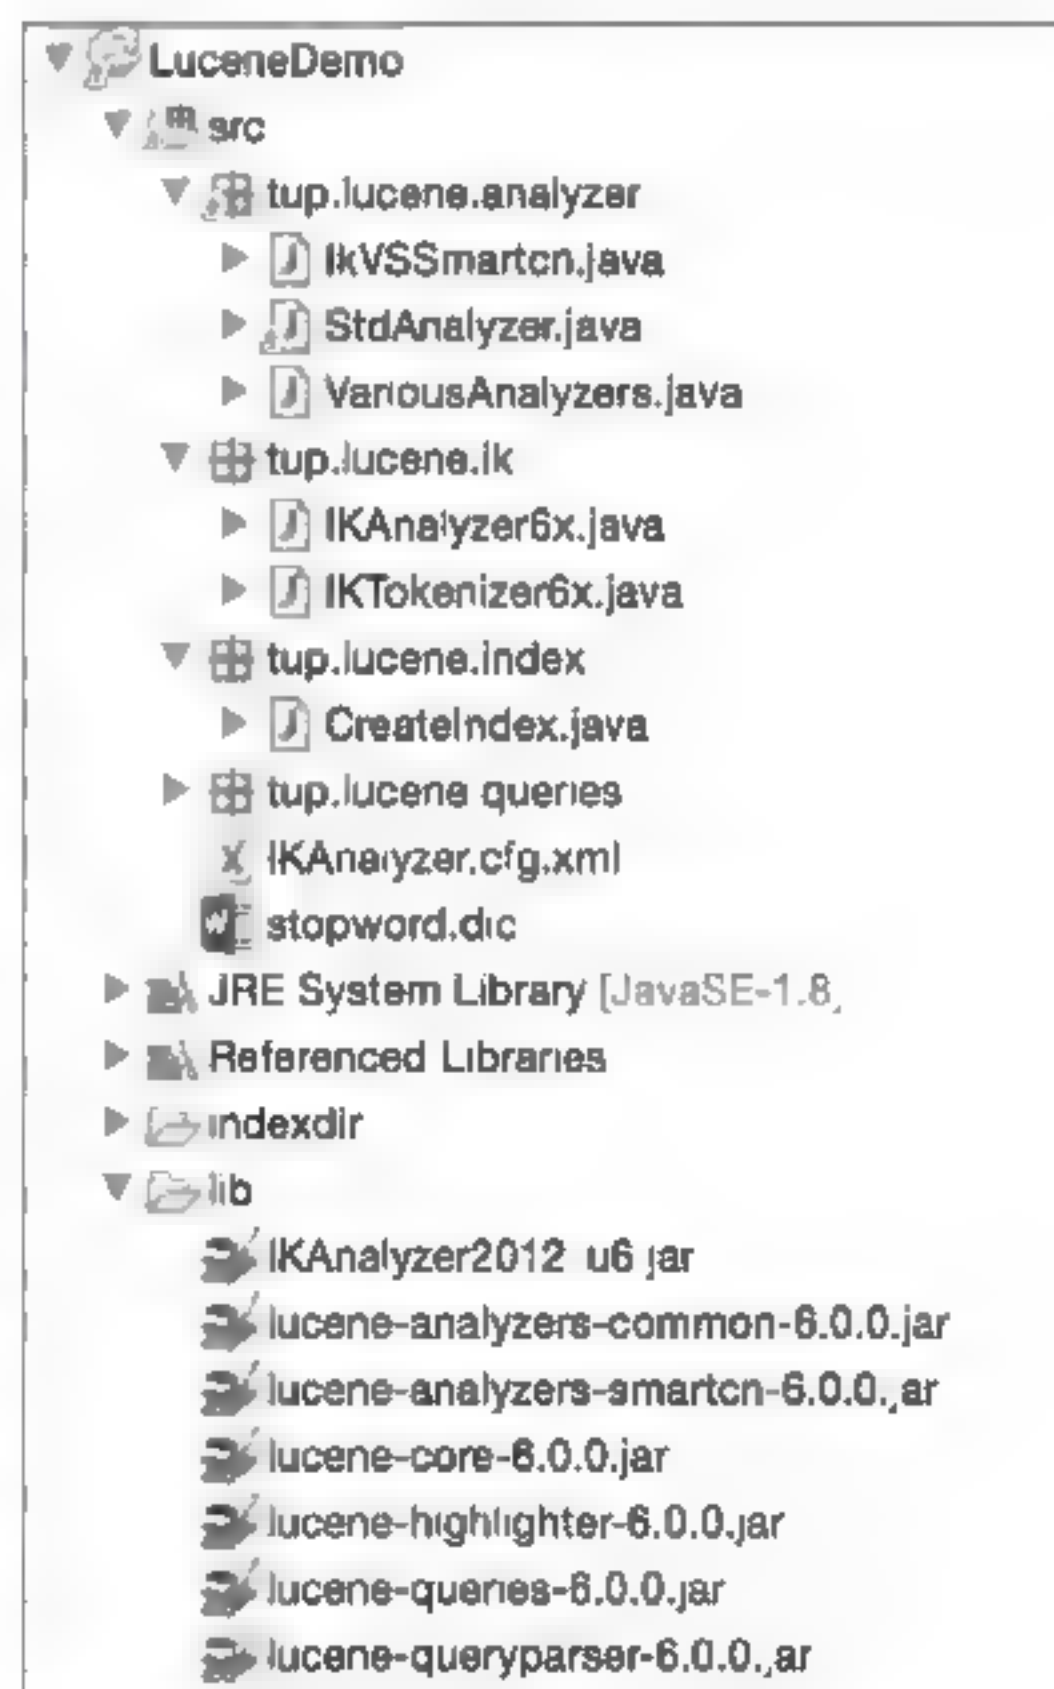 LuceneDemo
src
tup.lucene.analyzer
IkVSSmartcn.java
StdAnalyzer.java
VariousAnalyzers.java
tup.lucene.ik
IKAnalyzer6x.java
IKTokenizer6x.java
tup.lucene.index
CreateIndex.java
tup.lucene.queries
IKAnalyzer.cfg.xml
stopword.dic
JRE System Library [JavaSE-1.8]
Referenced Libraries
indexdir
lib
IKAnalyzer2012_u6.jar
lucene-analyzers-common-6.0.0.jar
lucene-analyzers-smartcn-6.0.0.jar
lucene-core-6.0.0.jar
lucene-highlighter-6.0.0.jar
lucene-queries-6.0.0.jar
lucene-queryparser-6.0.0.jar